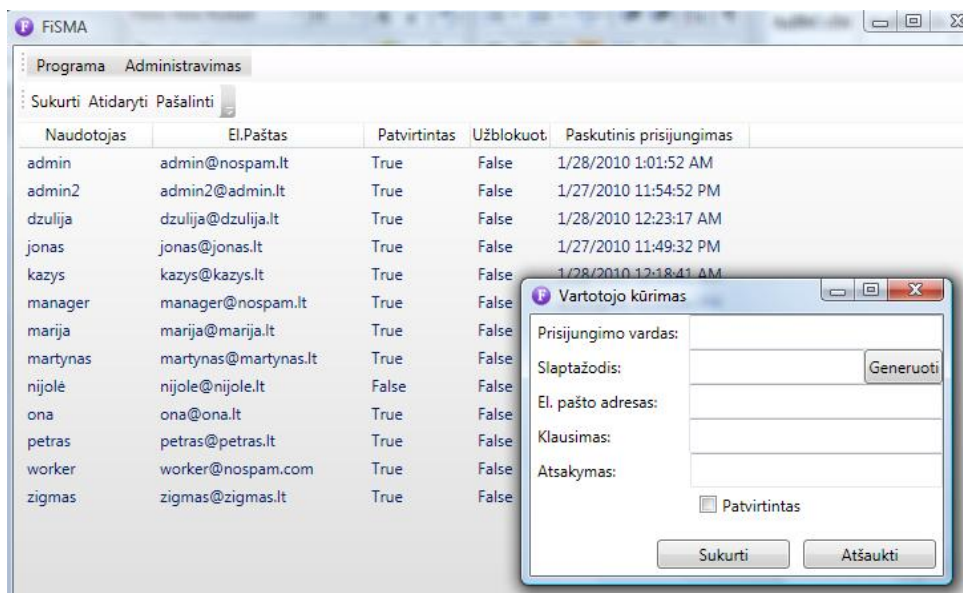 FiSMA
Programa Administravimas
Sukurti Atidaryti Pašalinti
Naudotojas El.Paštas Patvirtintas Užblokuot. Paskutinis prisijungimas
admin admin@nospam.lt True False 1/28/2010 1:01:52 AM
admin2 admin2@admin.lt True False 1/27/2010 11:54:52 PM
dzulija dzulija@dzulija.lt True False 1/28/2010 12:23:17 AM
jonas jonas@jonas.lt True False 1/27/2010 11:49:32 PM
kazys kazys@kazys.lt True False 1/28/2010 12:18:41 AM
manager manager@nospam.lt True False
marija marija@marija.lt True False
martynas martynas@martynas.lt True False
nijolė nijole@nijole.lt False False
ona ona@ona.lt True False
petras petras@petras.lt True False
worker worker@nospam.com True False
zigmas zigmas@zigmas.lt True False
Vartotojo kūrimas
Prisijungimo vardas:
Slaptažodis: Generuoti
El. pašto adresas:
Klausimas:
Atsakymas:
Patvirtintas
Sukurti Atšaukti